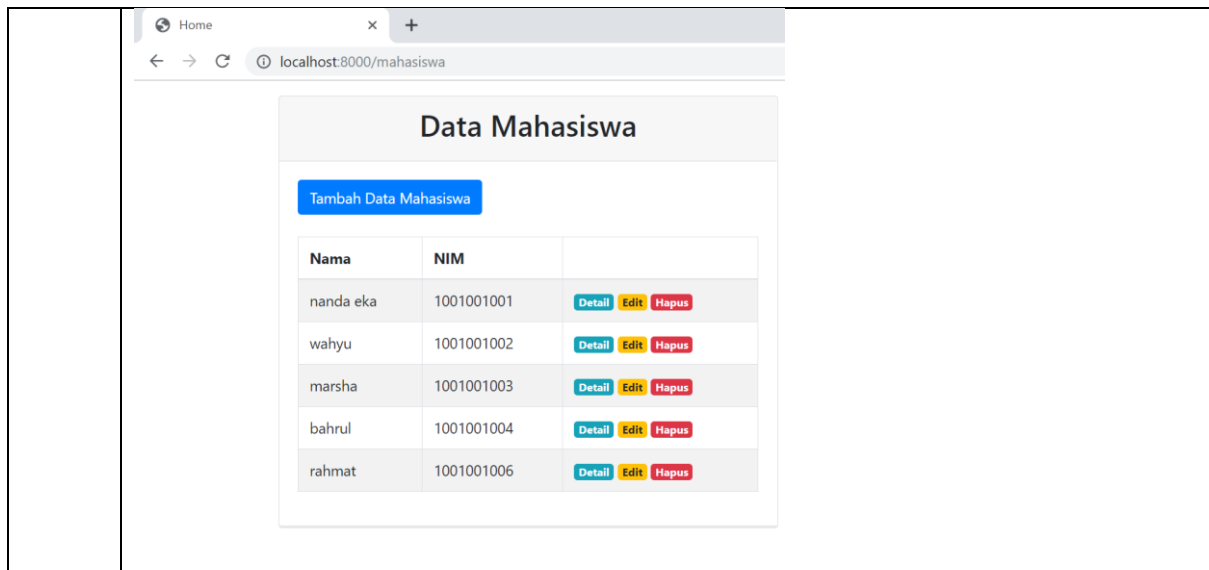 Home
localhost:8000/mahasiswa
Data Mahasiswa
Tambah Data Mahasiswa
Nama NIM
nanda eka 1001001001 Detail Edit Hapus
wahyu 1001001002 Detail Edit Hapus
marsha 1001001003 Detail Edit Hapus
bahrul 1001001004 Detail Edit Hapus
rahmat 1001001006 Detail Edit Hapus